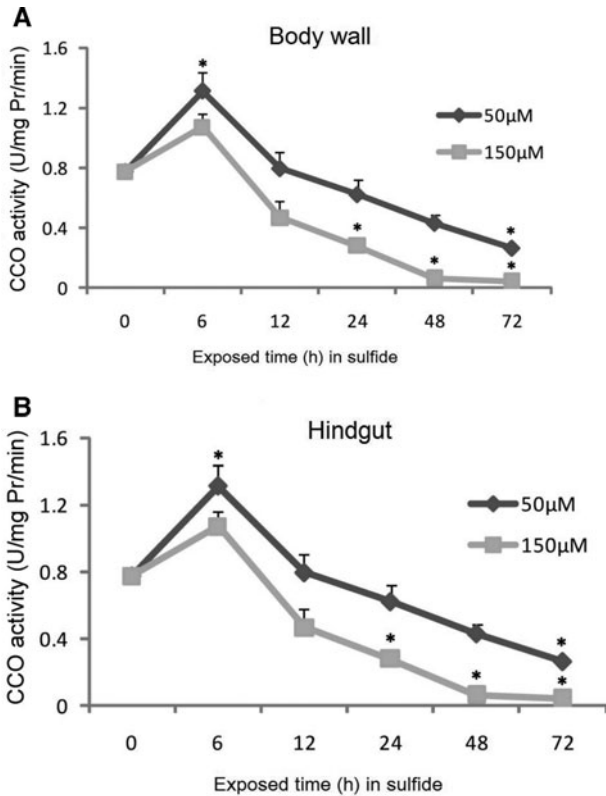 A
Body wall
CCO activity (U/mg Pr/min)
1.6
1.2
0.8
0.4
0
* * * * *
50µM
150µM
0 6 12 24 48 72
Exposed time (h) in sulfide
B
Hindgut
CCO activity (U/mg Pr/min)
1.6
1.2
0.8
0.4
0
* * * * *
50µM
150µM
0 6 12 24 48 72
Exposed time (h) in sulfide